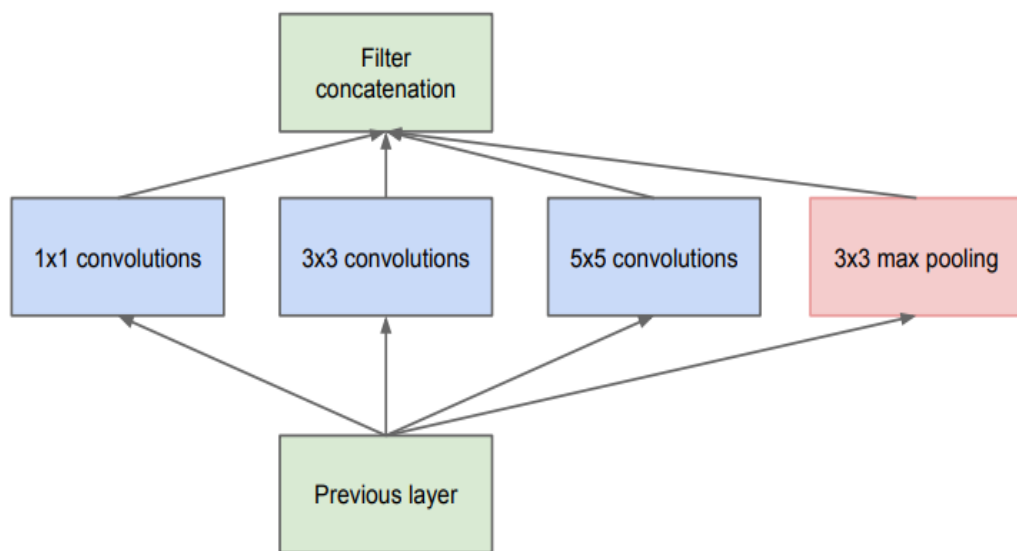 Filter
concatenation
1x1 convolutions
3x3 convolutions
5x5 convolutions
3x3 max pooling
Previous layer